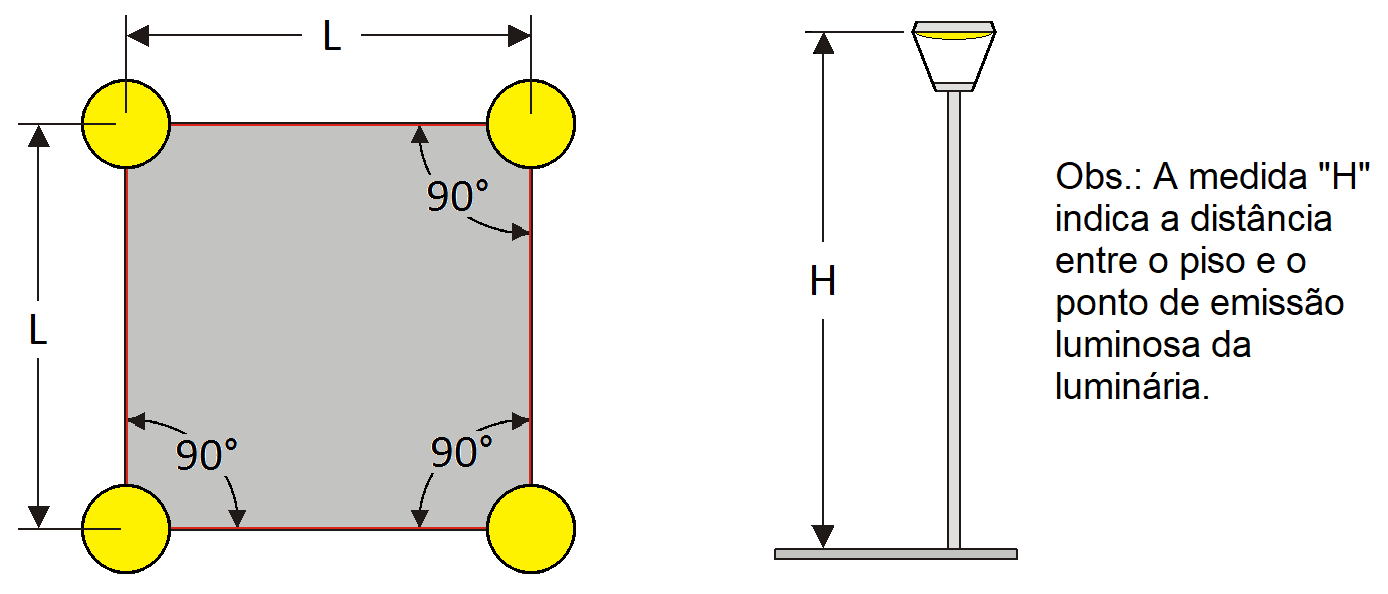 L
L
90°
90°
90°
H
Obs.: A medida "H"
indica a distância
entre o piso e o
ponto de emissão
luminosa da
luminária.